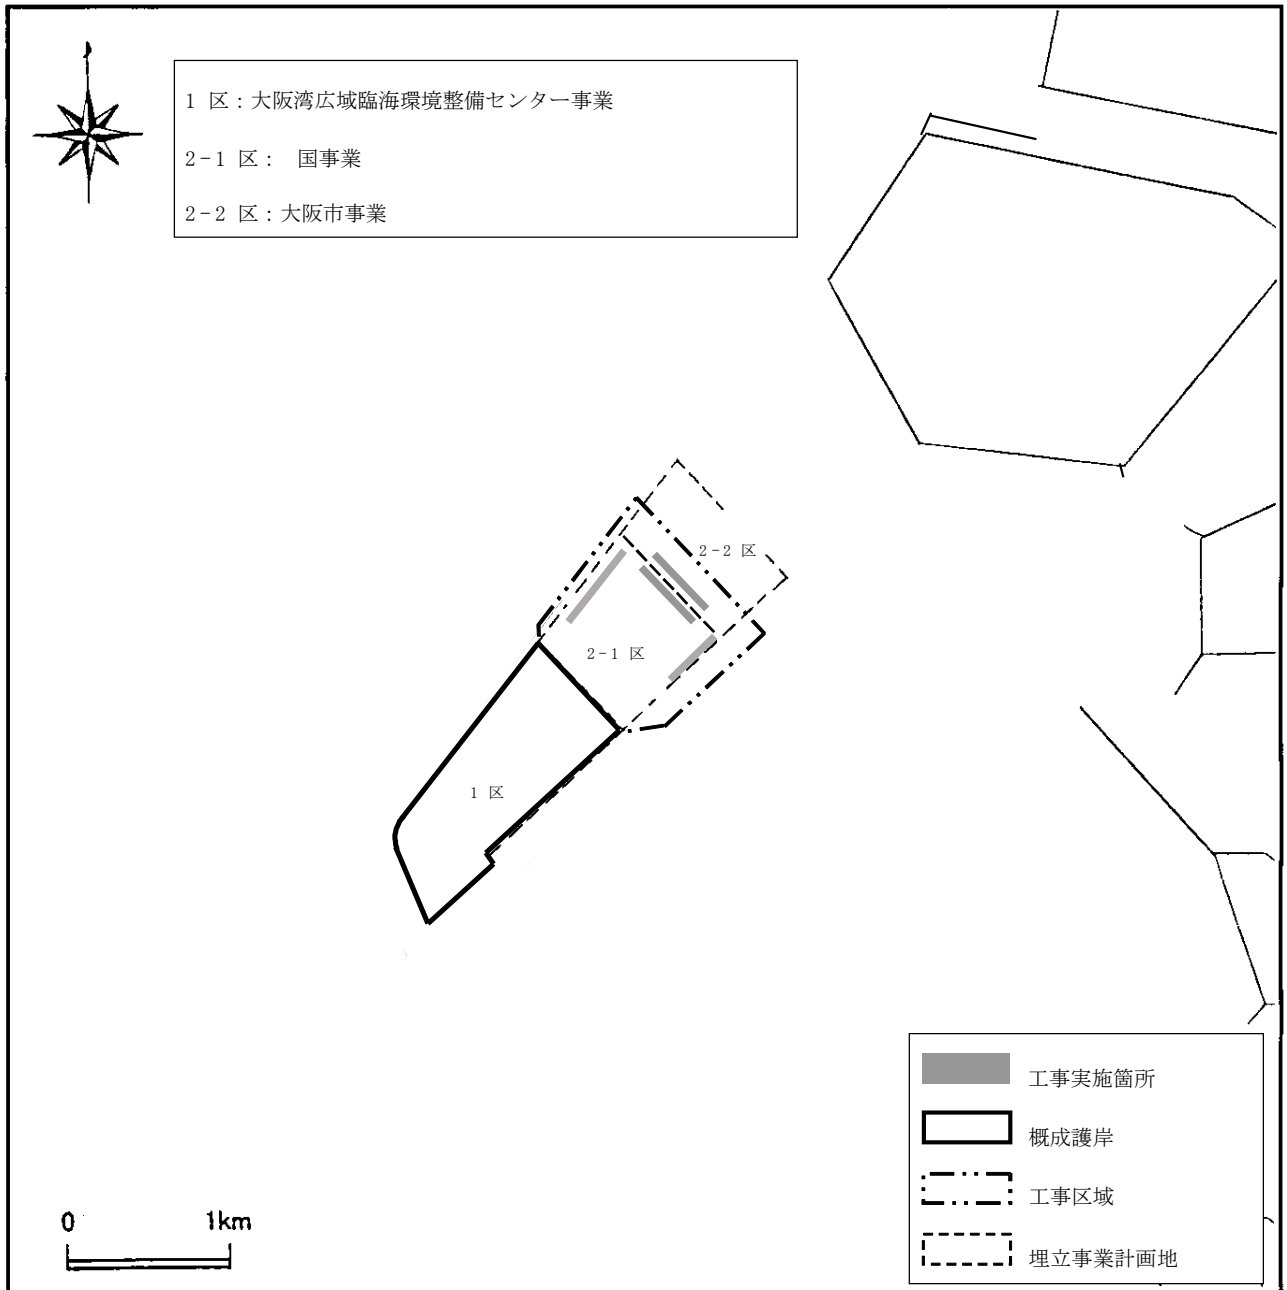 1 区：大阪湾広域臨海環境整備センター事業
2-1 区： 国事業
2-2 区：大阪市事業
2-2 区
2-1 区
1 区
工事実施箇所
概成護岸
工事区域
埋立事業計画地
0 1km